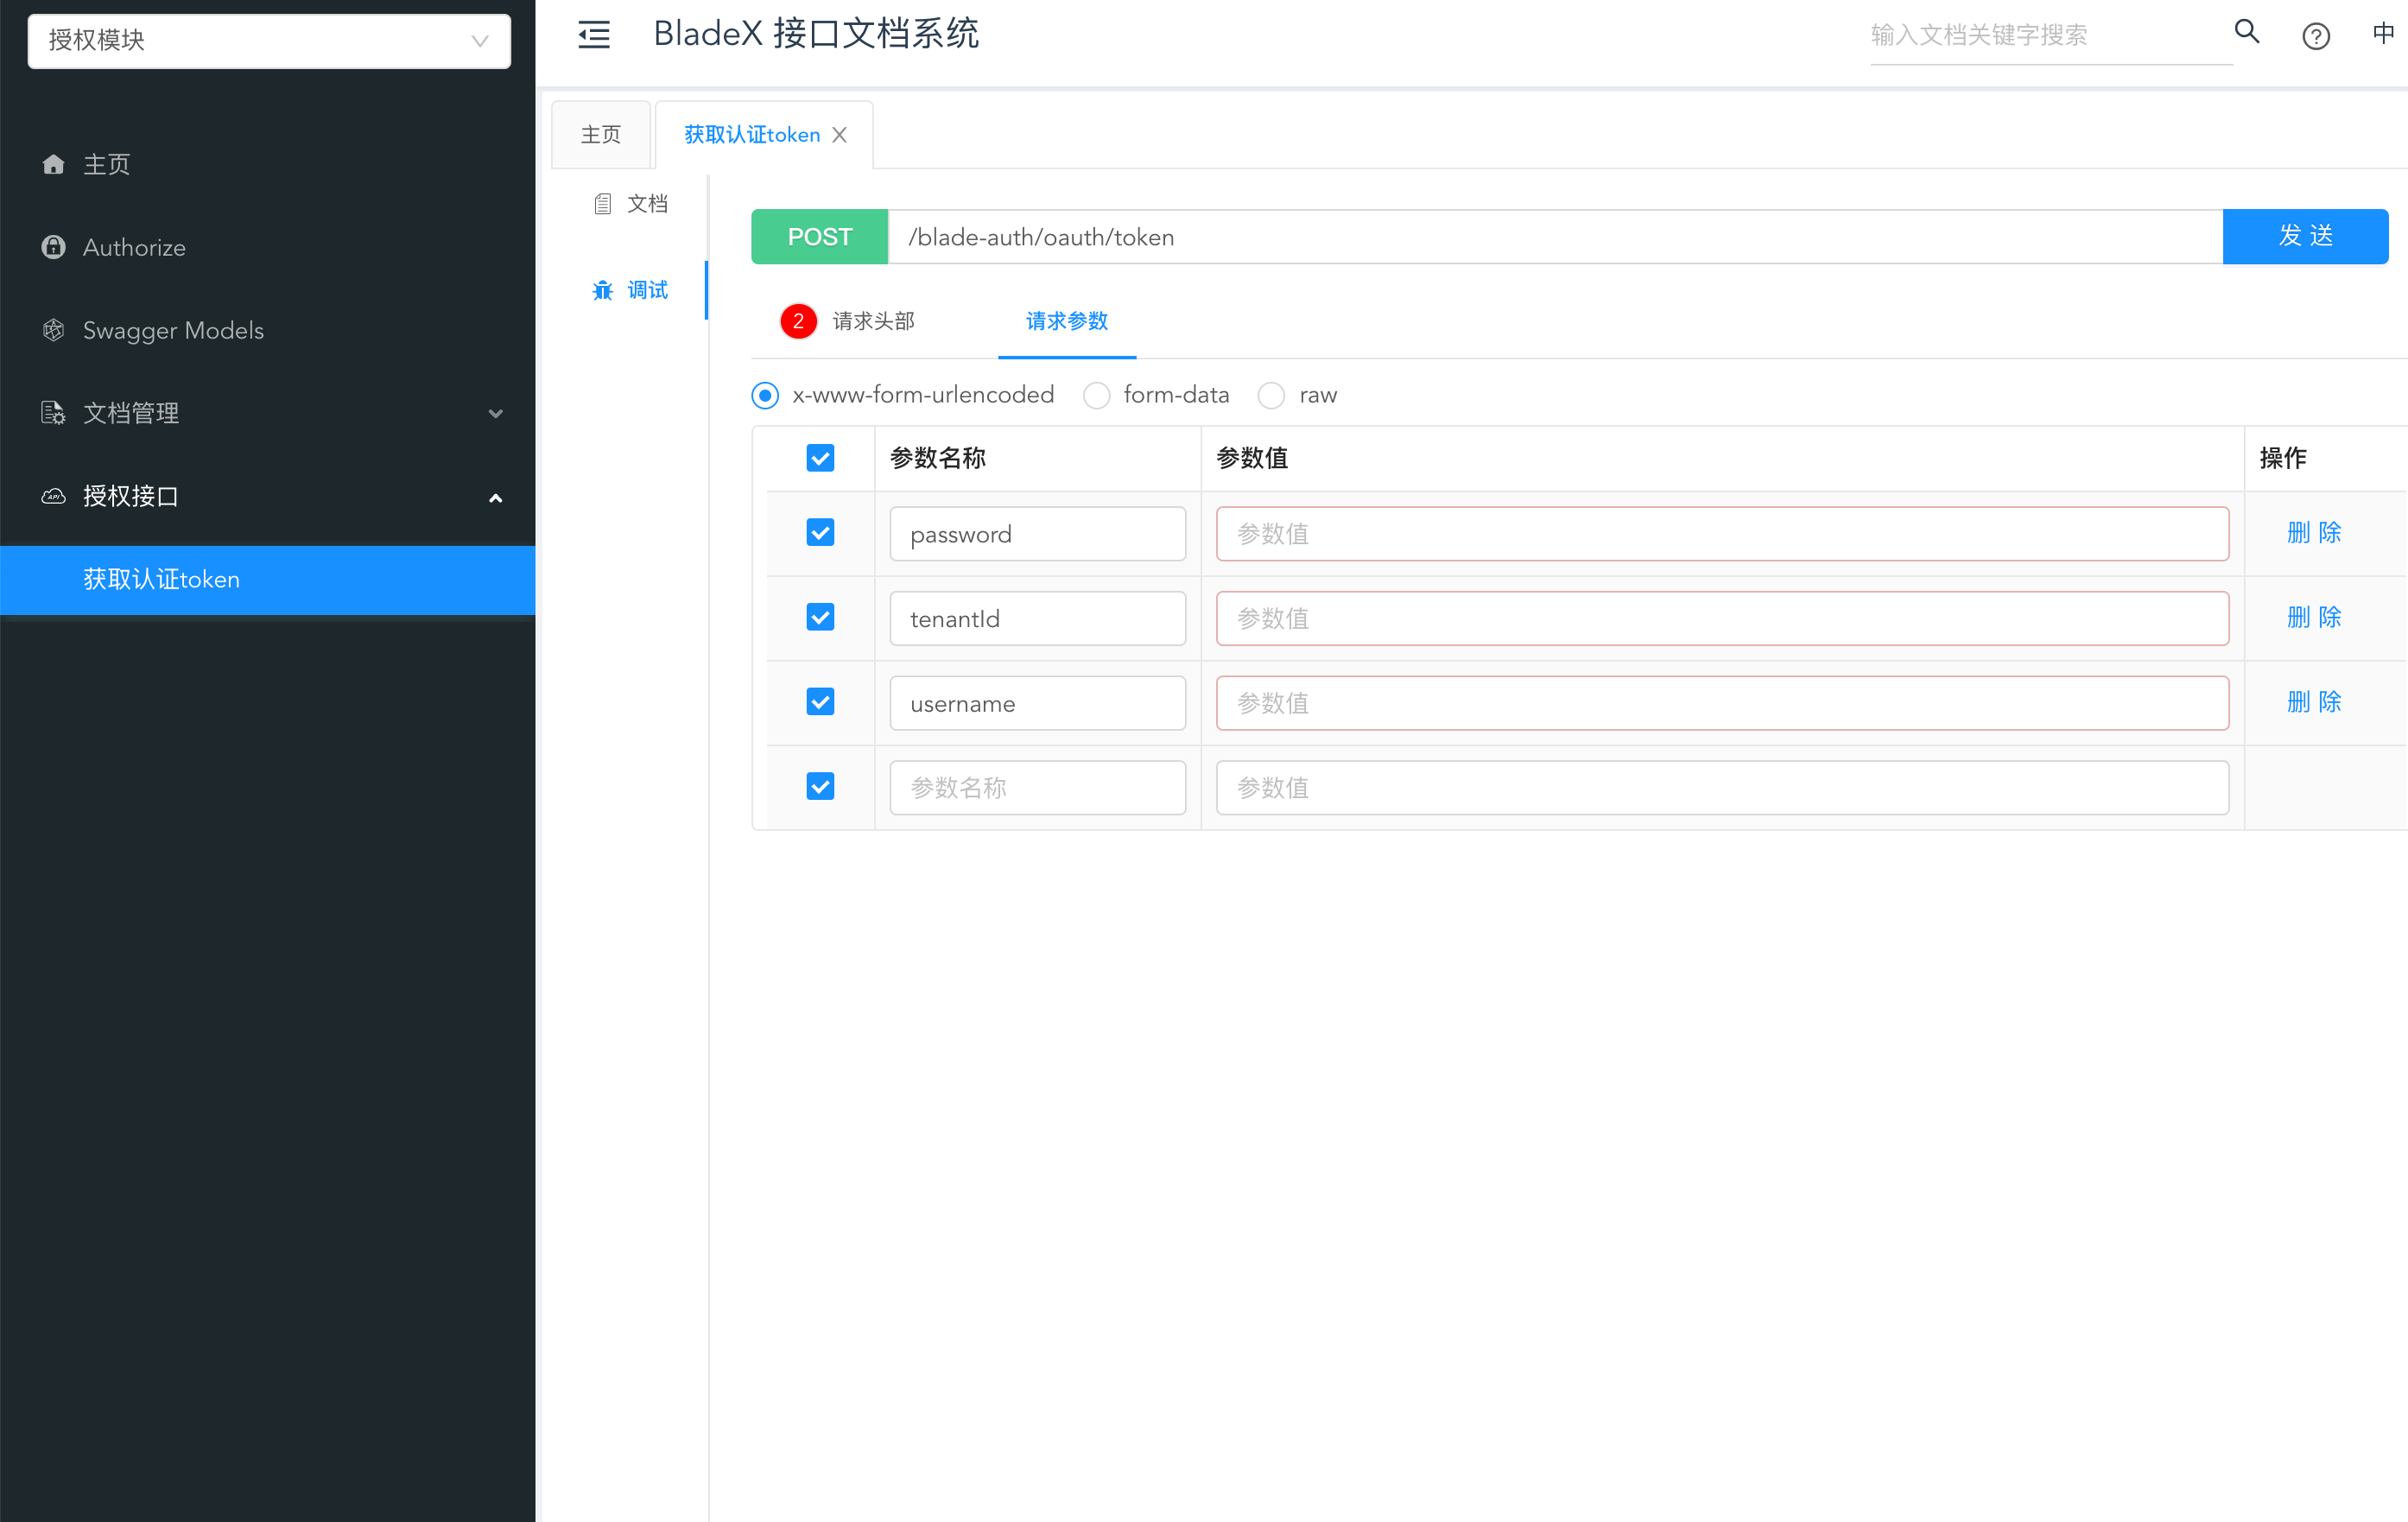 授权模块
主页
Authorize
Swagger Models
文档管理
API
授权接口
获取认证token
BladeX 接口文档系统
输入文档关键字搜索
中
主页
获取认证token
文档
调试
POST
/blade-auth/oauth/token
发 送
2 请求头部
请求参数
x-www-form-urlencoded
form-data
raw
参数名称 参数值 操作
password 参数值 删 除
tenantId 参数值 删 除
username 参数值 删 除
参数名称 参数值